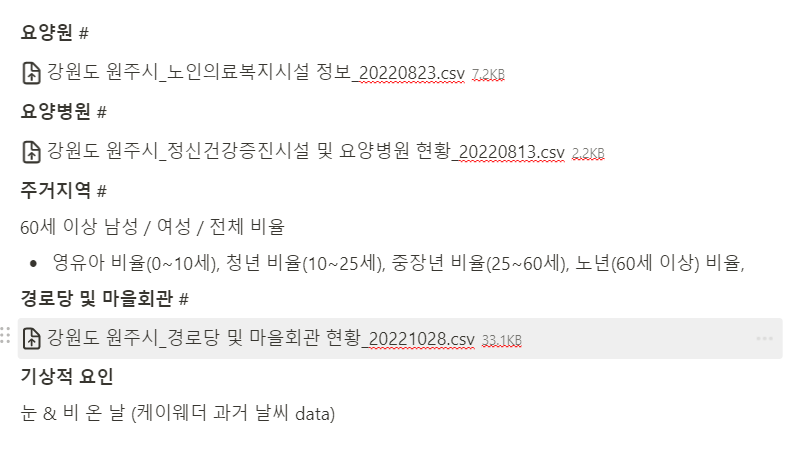 요양원 #
강원도 원주시_노인의료복지시설 정보_20220823.csv 7.2KB
요양병원 #
강원도 원주시_정신건강증진시설 및 요양병원 현황_20220813.csv 2.2KB
주거지역 #
60세 이상 남성 / 여성 / 전체 비율
• 영유아 비율(0~10세), 청년 비율(10~25세), 중장년 비율(25~60세), 노년(60세 이상) 비율,
경로당 및 마을회관 #
강원도 원주시_경로당 및 마을회관 현황_20221028.csv 33.1KB
기상적 요인
눈 & 비 온 날 (케이웨더 과거 날씨 data)